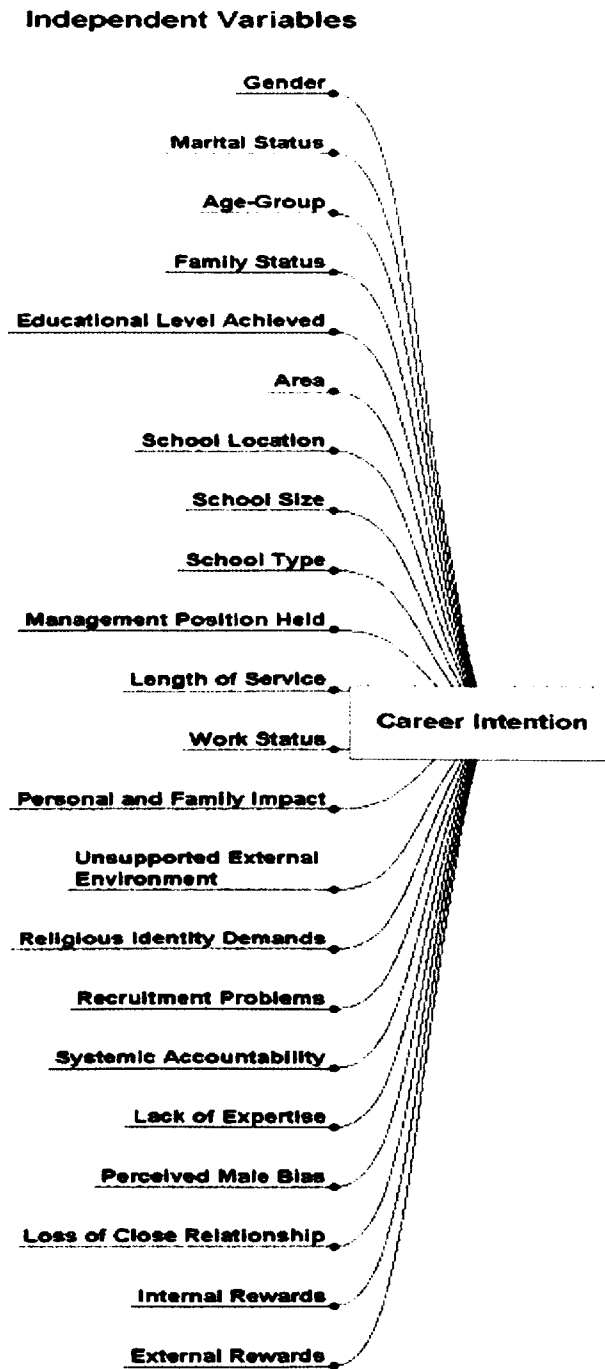 Independent Variables
Gender
Marital Status
Age-Group
Family Status
Educational Level Achieved
Area
School Location
School Size
School Type
Management Position Held
Length of Service
Career Intention
Work Status
Personal and Family Impact
Unsupported External
Environment
Religious Identity Demands
Recruitment Problems
Systemic Accountability
Lack of Expertise
Perceived Male Bias
Loss of Close Relationship
Internal Rewards
External Rewards